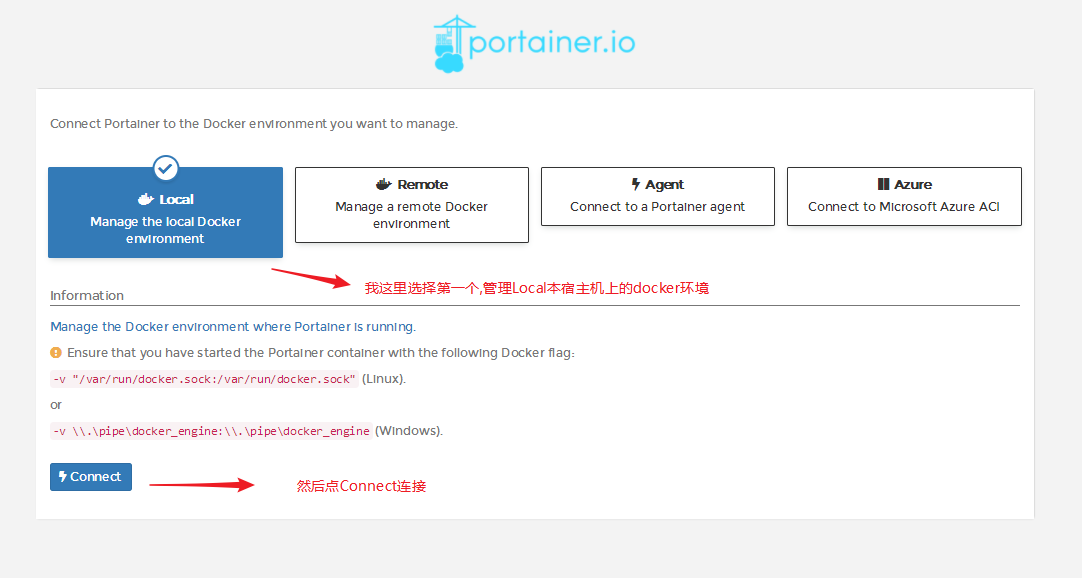 portainer.io
Connect Portainer to the Docker environment you want to manage.
Local
Manage the local Docker
environment
Remote
Manage a remote Docker
environment
Agent
Connect to a Portainer agent
Azure
Connect to Microsoft Azure ACI
我这里选择第一个,管理Local本宿主机上的docker环境
Information
Manage the Docker environment where Portainer is running.
Ensure that you have started the Portainer container with the following Docker flag:
-v "/var/run/docker.sock:/var/run/docker.sock" (Linux).
or
-v \\.\pipe\docker_engine:\\.\pipe\docker_engine (Windows).
Connect
然后点Connect连接